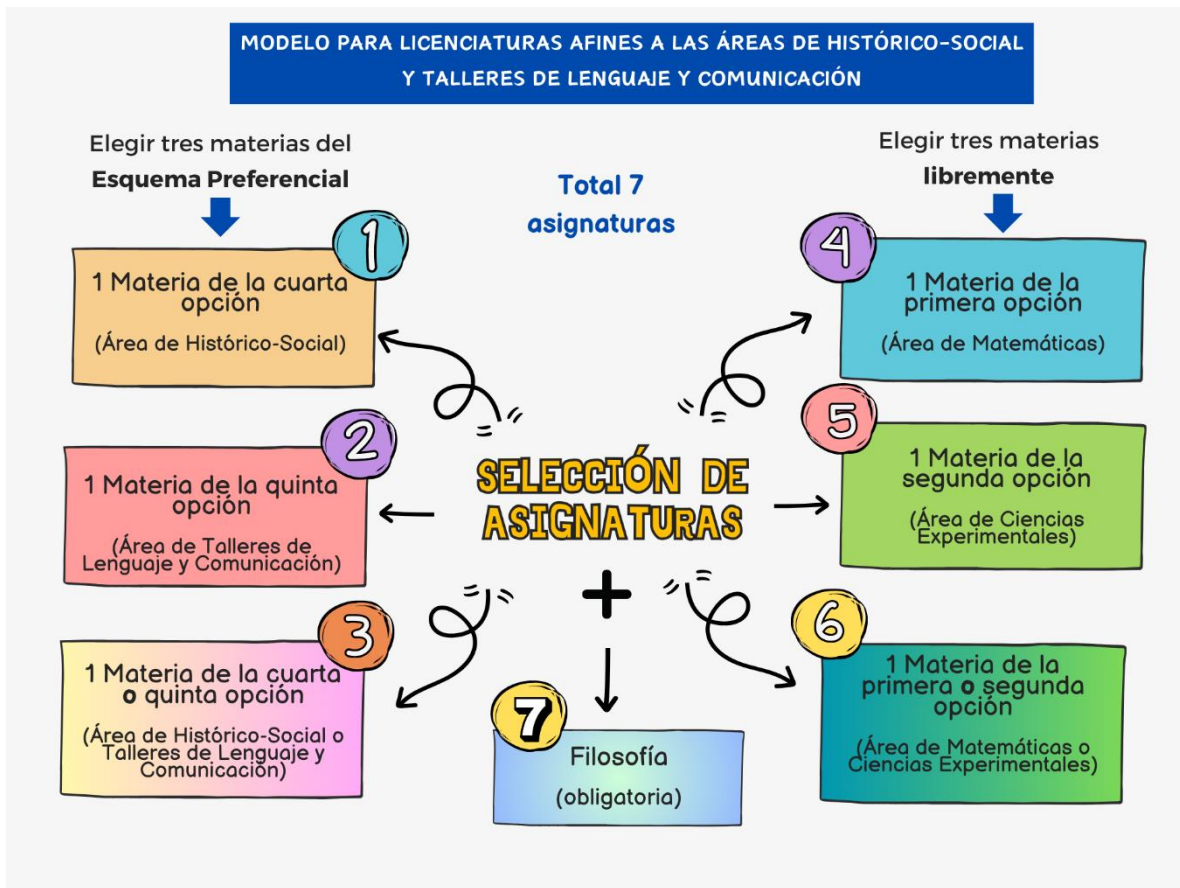 MODELO PARA LICENCIATURAS AFINES A LAS ÁREAS DE HISTÓRICO-SOCIAL
Y TALLERES DE LENGUAJE Y COMUNICACIÓN
Elegir tres materias del
Esquema Preferencial
Total 7
asignaturas
Elegir tres materias
libremente
1
1 Materia de la cuarta
opción
(Área de Histórico-Social)
2
1 Materia de la quinta
opción
(Área de Talleres de
Lenguaje y Comunicación)
3
1 Materia de la cuarta
o quinta opción
(Área de Histórico-Social o
Talleres de Lenguaje y
Comunicación)
SELECCIÓN DE
ASIGNATURAS
+
4
1 Materia de la
primera opción
(Área de Matemáticas)
5
1 Materia de la
segunda opción
(Área de Ciencias
Experimentales)
6
1 Materia de la
primera o segunda
opción
(Área de Matemáticas o
Ciencias Experimentales)
7
Filosofía
(obligatoria)